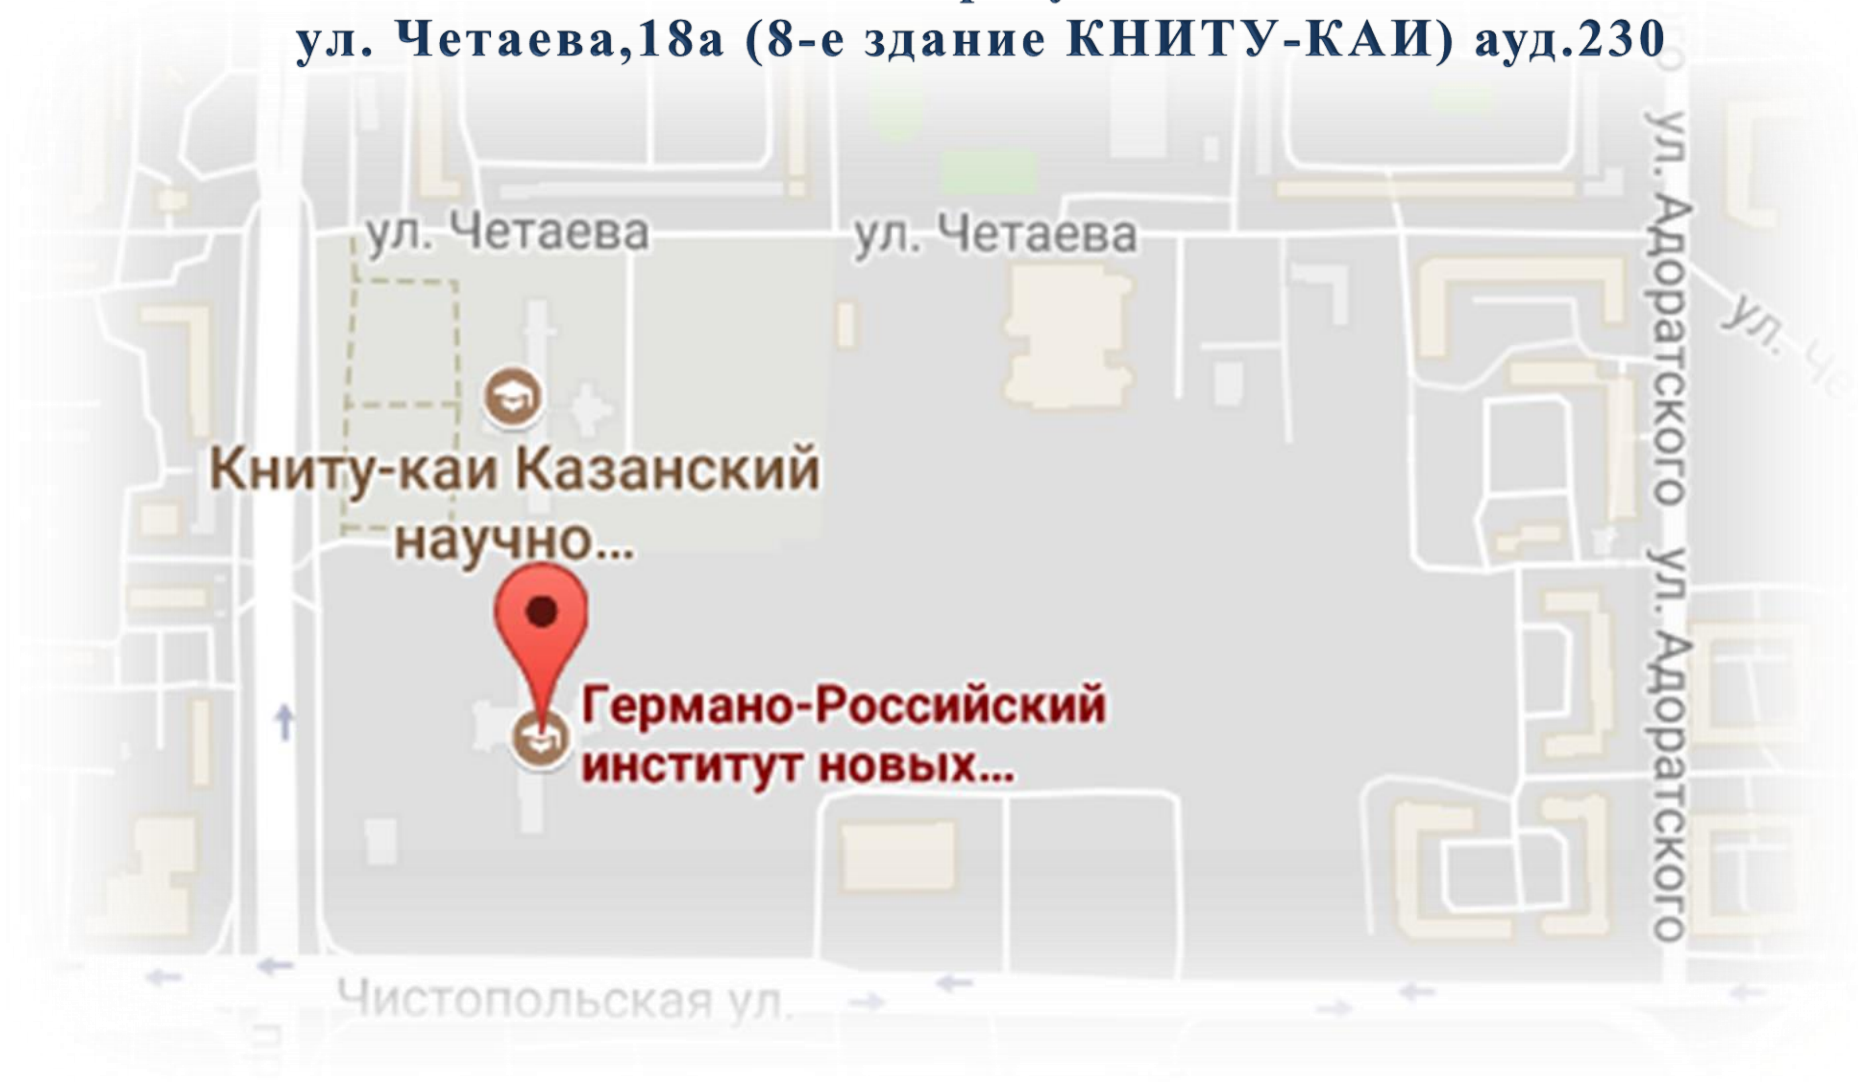 ул. Четаева,18а (8-е здание КНИТУ-КАИ) ауд.230
ул. Четаева
ул. Четаева
ул. Адоратского
ул.
Книту-каи Казанский
научно...
ул. Адоратского
Германо-Российский
институт новых...
Чистопольская ул.